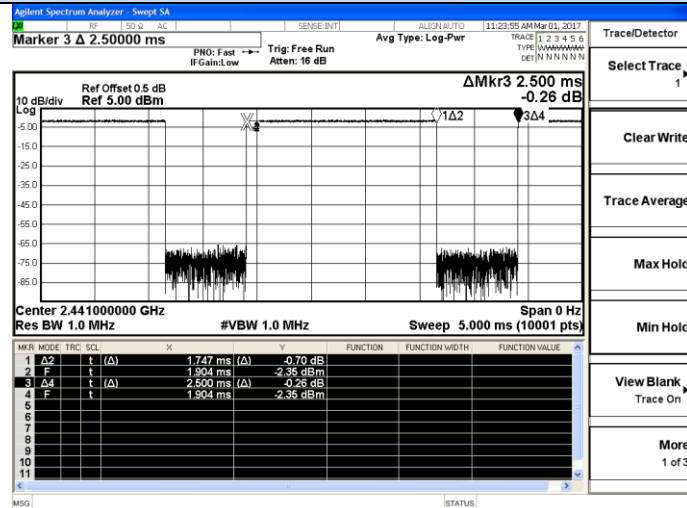 Agilent Spectrum Analyzer - Swept SA
LXI RF 50 Ω AC SENSE:INT ALIGN AUTO 11:23:55 AM Mar 01, 2017
Marker 3 Δ 2.50000 ms
PNO: Fast Trig: Free Run Avg Type: Log-Pwr TRACE 1 2 3 4 5 6
IFGain:Low Atten: 16 dB TYPE WWWWWW
DET N N N N N N
Ref Offset 0.5 dB ΔMkr3 2.500 ms
10 dB/div Ref 5.00 dBm -0.26 dB
Log
1Δ2
3Δ4
-5.00
-15.0
-25.0
-35.0
-45.0
-55.0
-65.0
-75.0
-85.0
Center 2.441000000 GHz Span 0 Hz
Res BW 1.0 MHz #VBW 1.0 MHz Sweep 5.000 ms (10001 pts)
MKR MODE TRC SCL X Y FUNCTION FUNCTION WIDTH FUNCTION VALUE
1 Δ2 t (Δ) 1.747 ms (Δ) -0.70 dB
2 F t 1.904 ms -2.35 dBm
3 Δ4 t (Δ) 2.500 ms (Δ) -0.26 dB
4 F t 1.904 ms -2.35 dBm
5
6
7
8
9
10
11
MSG STATUS
Trace/Detector
Select Trace
1
Clear Write
Trace Average
Max Hold
Min Hold
View Blank
Trace On
More
1 of 3